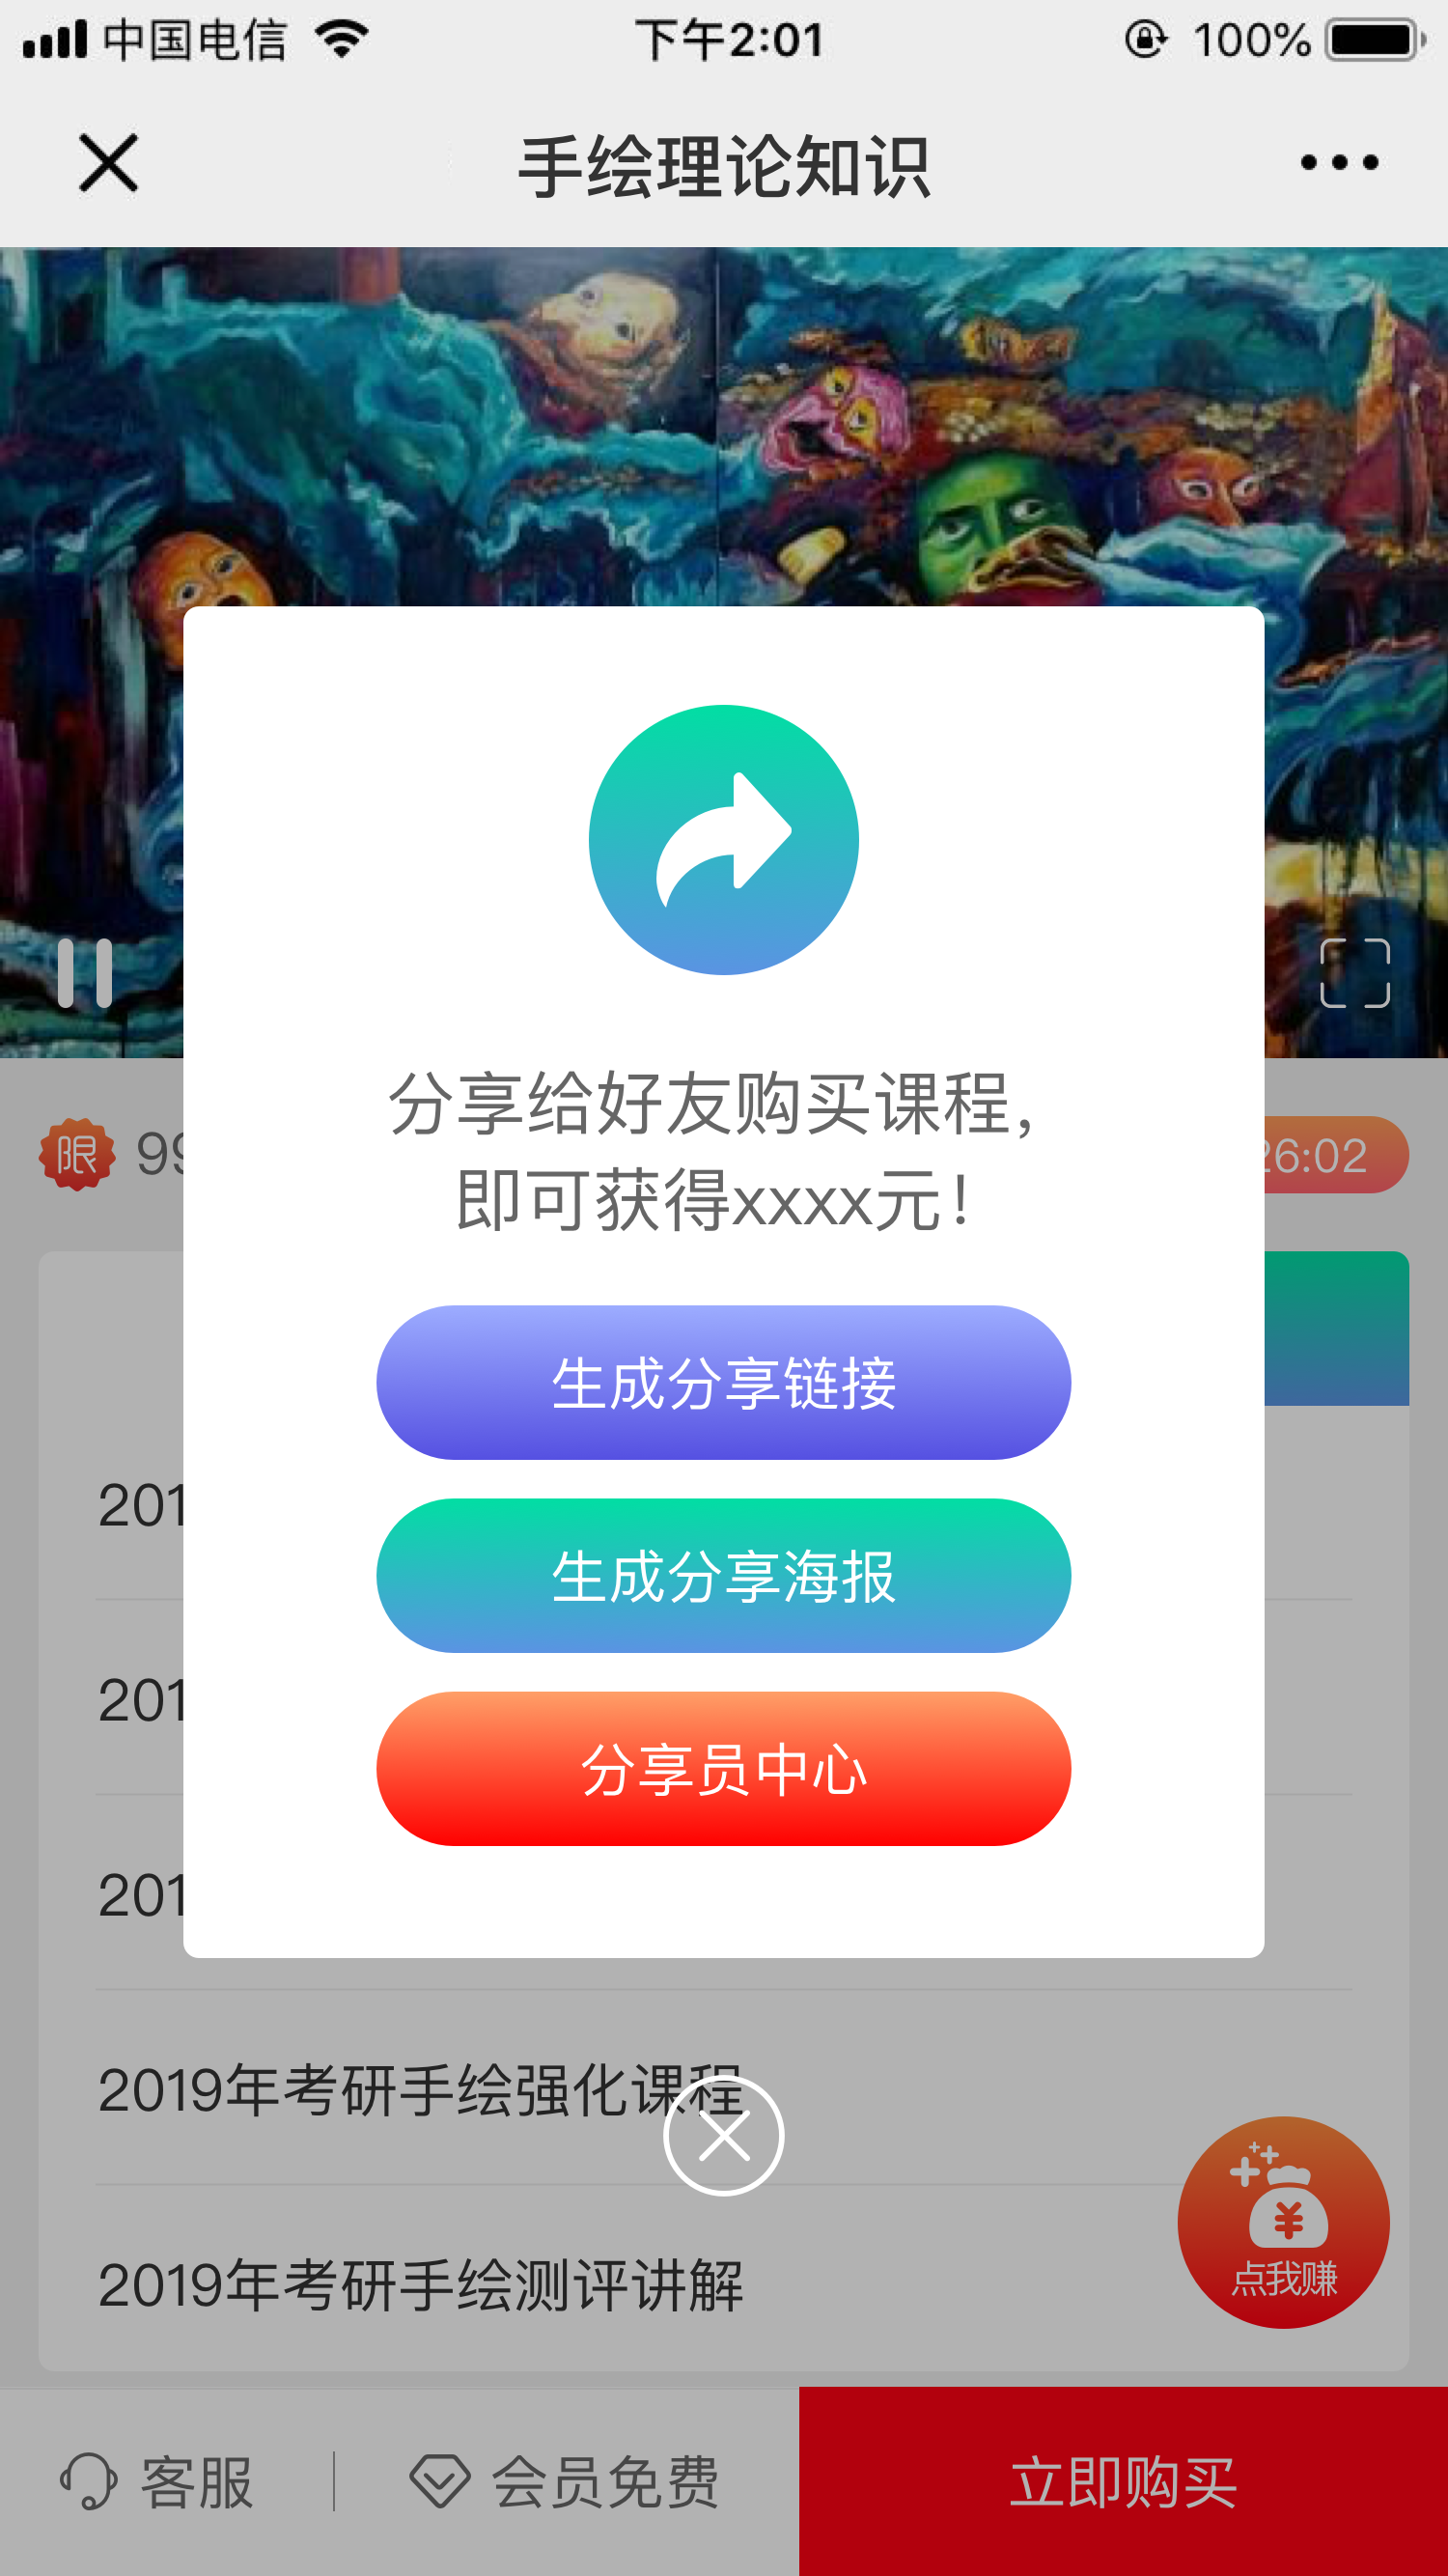 中国电信 下午2:01 100%
手绘理论知识
分享给好友购买课程，
即可获得xxxx元！
限 99 26:02
生成分享链接
201
生成分享海报
201
分享员中心
201
2019年考研手绘强化课程
2019年考研手绘测评讲解
点我赚
客服 会员免费 立即购买